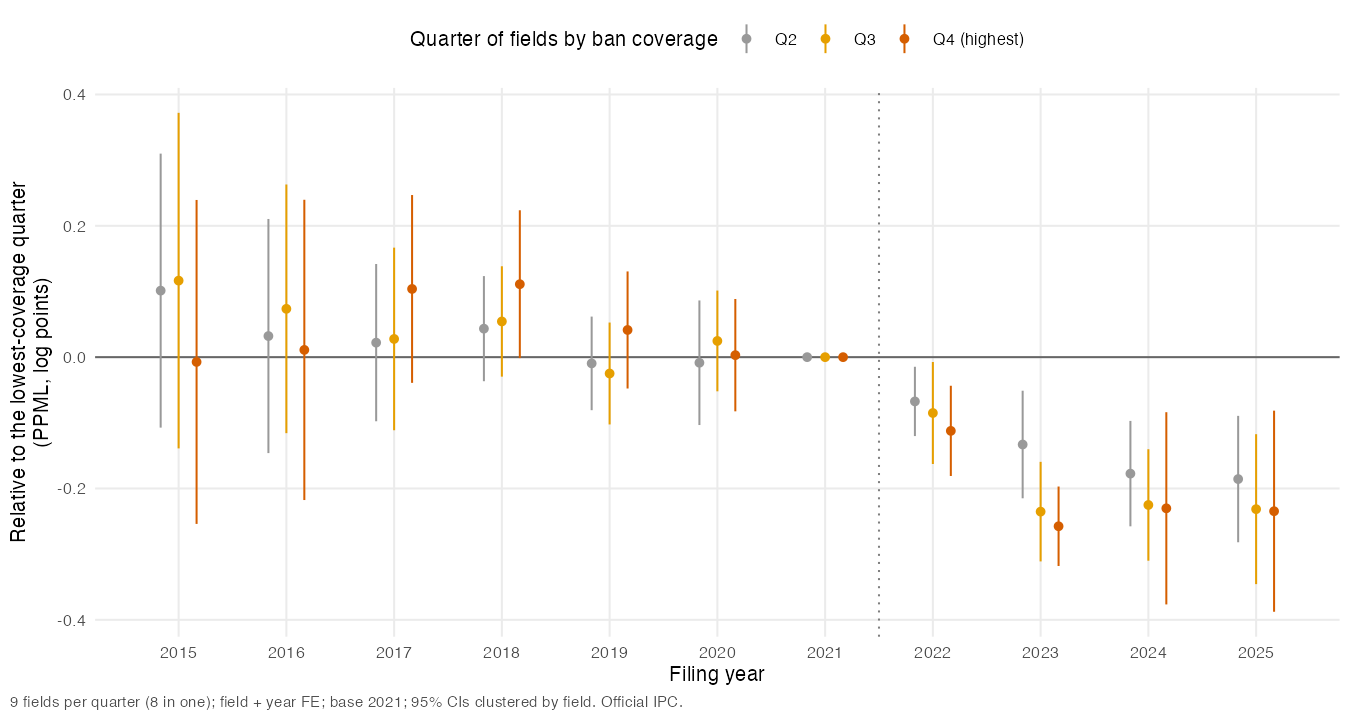 Quarter of fields by ban coverage Q2 Q3 Q4 (highest)
Relative to the lowest-coverage quarter
(PPML, log points)
0.4
0.2
0.0
-0.2
-0.4
2015 2016 2017 2018 2019 2020 2021 2022 2023 2024 2025
Filing year
9 fields per quarter (8 in one); field + year FE; base 2021; 95% CIs clustered by field. Official IPC.